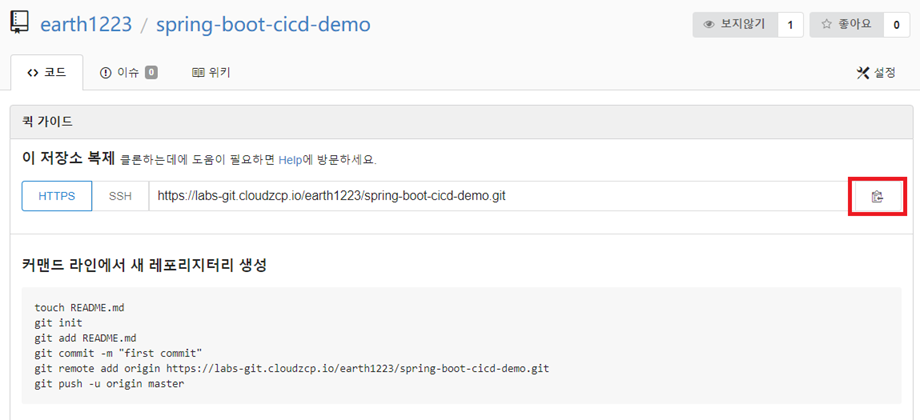 earth1223 / spring-boot-cicd-demo
보지않기 1 좋아요 0
코드 이슈 0 위키 설정
퀵 가이드
이 저장소 복제 클론하는데에 도움이 필요하면 Help에 방문하세요.
HTTPS SSH https://labs-git.cloudzcp.io/earth1223/spring-boot-cicd-demo.git
커맨드 라인에서 새 레포리지터리 생성
touch README.md
git init
git add README.md
git commit -m "first commit"
git remote add origin https://labs-git.cloudzcp.io/earth1223/spring-boot-cicd-demo.git
git push -u origin master